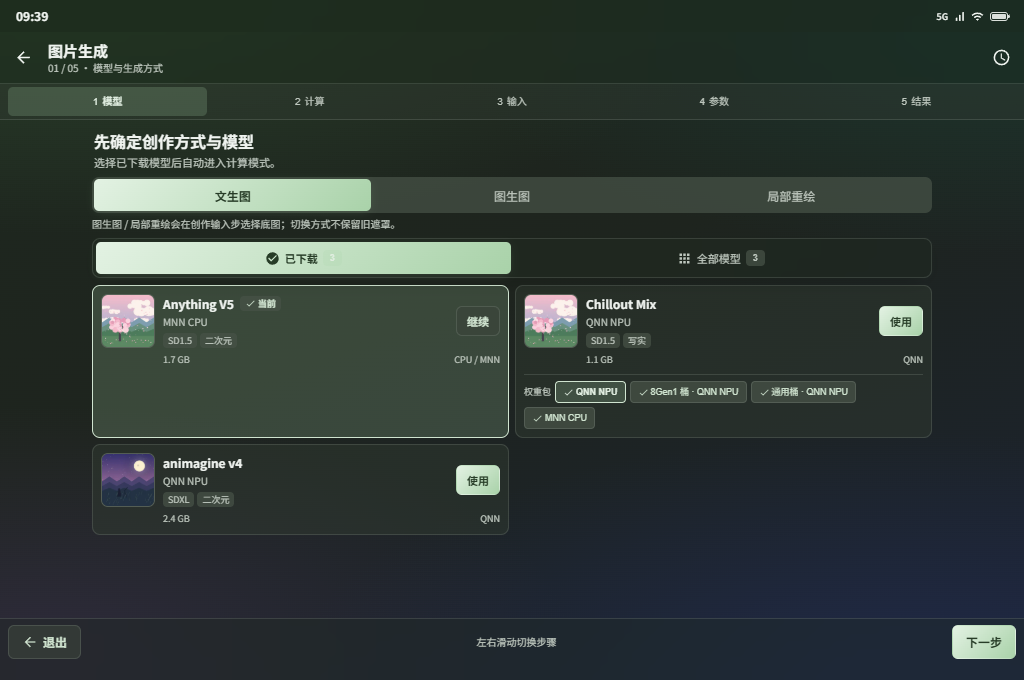 09:39
5G
图片生成
01 / 05 • 模型与生成方式
1 模型
2 计算
3 输入
4 参数
5 结果
先确定创作方式与模型
选择已下载模型后自动进入计算模式。
文生图
图生图
局部重绘
图生图 / 局部重绘会在创作输入步选择底图；切换方式不保留旧遮罩。
已下载 3
全部模型 3
Anything V5 当前
MNN CPU
继续
SD1.5 二次元
1.7 GB
CPU / MNN
Chillout Mix
QNN NPU
使用
SD1.5 写实
1.1 GB
QNN
权重包 QNN NPU 8Gen1 桶 · QNN NPU 通用桶 · QNN NPU
MNN CPU
animagine v4
QNN NPU
使用
SDXL 二次元
2.4 GB
QNN
退出
左右滑动切换步骤
下一步